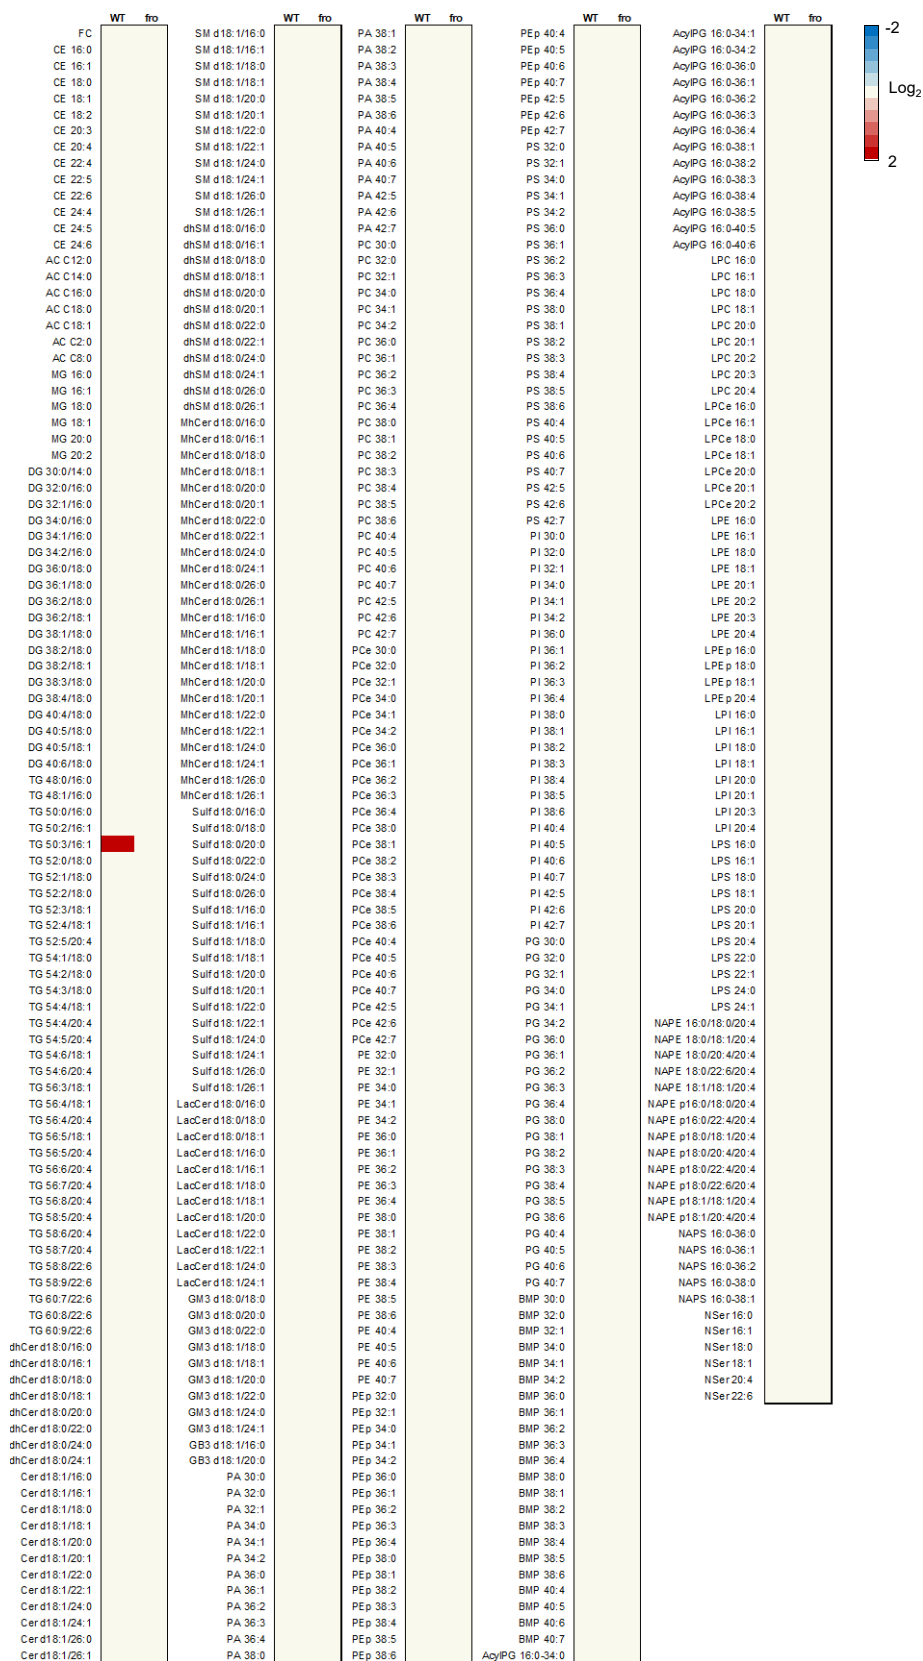 WT fro
FC
CE 16:0
CE 16:1
CE 18:0
CE 18:1
CE 18:2
CE 20:3
CE 20:4
CE 22:4
CE 22:5
CE 22:6
CE 24:4
CE 24:5
CE 24:6
AC C12:0
AC C14:0
AC C16:0
AC C18:0
AC C18:1
AC C2:0
AC C8:0
MG 16:0
MG 16:1
MG 18:0
MG 18:1
MG 20:0
MG 20:2
DG 30:0/14:0
DG 32:0/16:0
DG 32:1/16:0
DG 34:0/16:0
DG 34:1/16:0
DG 34:2/16:0
DG 36:0/18:0
DG 36:1/18:0
DG 36:2/18:0
DG 36:2/18:1
DG 38:1/18:0
DG 38:2/18:0
DG 38:2/18:1
DG 38:3/18:0
DG 38:4/18:0
DG 40:4/18:0
DG 40:5/18:0
DG 40:5/18:1
DG 40:6/18:0
TG 48:0/16:0
TG 48:1/16:0
TG 50:0/16:0
TG 50:2/16:1
TG 50:3/16:1
TG 52:0/18:0
TG 52:1/18:0
TG 52:2/18:0
TG 52:3/18:1
TG 52:4/18:1
TG 52:5/20:4
TG 54:1/18:0
TG 54:2/18:0
TG 54:3/18:0
TG 54:4/18:1
TG 54:4/20:4
TG 54:5/20:4
TG 54:6/18:1
TG 54:6/20:4
TG 56:3/18:1
TG 56:4/18:1
TG 56:4/20:4
TG 56:5/18:1
TG 56:5/20:4
TG 56:6/20:4
TG 56:7/20:4
TG 56:8/20:4
TG 58:5/20:4
TG 58:6/20:4
TG 58:7/20:4
TG 58:8/22:6
TG 58:9/22:6
TG 60:7/22:6
TG 60:8/22:6
TG 60:9/22:6
dhCer d18:0/16:0
dhCer d18:0/16:1
dhCer d18:0/18:0
dhCer d18:0/18:1
dhCer d18:0/20:0
dhCer d18:0/22:0
dhCer d18:0/24:0
dhCer d18:0/24:1
Cer d18:1/16:0
Cer d18:1/16:1
Cer d18:1/18:0
Cer d18:1/18:1
Cer d18:1/20:0
Cer d18:1/20:1
Cer d18:1/22:0
Cer d18:1/22:1
Cer d18:1/24:0
Cer d18:1/24:1
Cer d18:1/26:0
Cer d18:1/26:1
WT fro
SM d18:1/16:0
SM d18:1/16:1
SM d18:1/18:0
SM d18:1/18:1
SM d18:1/20:0
SM d18:1/20:1
SM d18:1/22:0
SM d18:1/22:1
SM d18:1/24:0
SM d18:1/24:1
SM d18:1/26:0
SM d18:1/26:1
dhSM d18:0/16:0
dhSM d18:0/16:1
dhSM d18:0/18:0
dhSM d18:0/18:1
dhSM d18:0/20:0
dhSM d18:0/20:1
dhSM d18:0/22:0
dhSM d18:0/22:1
dhSM d18:0/24:0
dhSM d18:0/24:1
dhSM d18:0/26:0
dhSM d18:0/26:1
MhCer d18:0/16:0
MhCer d18:0/16:1
MhCer d18:0/18:0
MhCer d18:0/18:1
MhCer d18:0/20:0
MhCer d18:0/20:1
MhCer d18:0/22:0
MhCer d18:0/22:1
MhCer d18:0/24:0
MhCer d18:0/24:1
MhCer d18:0/26:0
MhCer d18:0/26:1
MhCer d18:1/16:0
MhCer d18:1/16:1
MhCer d18:1/18:0
MhCer d18:1/18:1
MhCer d18:1/20:0
MhCer d18:1/20:1
MhCer d18:1/22:0
MhCer d18:1/22:1
MhCer d18:1/24:0
MhCer d18:1/24:1
MhCer d18:1/26:0
MhCer d18:1/26:1
Sulf d18:0/16:0
Sulf d18:0/18:0
Sulf d18:0/20:0
Sulf d18:0/22:0
Sulf d18:0/24:0
Sulf d18:0/26:0
Sulf d18:1/16:0
Sulf d18:1/16:1
Sulf d18:1/18:0
Sulf d18:1/18:1
Sulf d18:1/20:0
Sulf d18:1/20:1
Sulf d18:1/22:0
Sulf d18:1/22:1
Sulf d18:1/24:0
Sulf d18:1/24:1
Sulf d18:1/26:0
Sulf d18:1/26:1
LacCer d18:0/16:0
LacCer d18:0/18:0
LacCer d18:0/18:1
LacCer d18:1/16:0
LacCer d18:1/16:1
LacCer d18:1/18:0
LacCer d18:1/18:1
LacCer d18:1/20:0
LacCer d18:1/22:0
LacCer d18:1/22:1
LacCer d18:1/24:0
LacCer d18:1/24:1
GM3 d18:0/18:0
GM3 d18:0/20:0
GM3 d18:0/22:0
GM3 d18:1/18:0
GM3 d18:1/18:1
GM3 d18:1/20:0
GM3 d18:1/22:0
GM3 d18:1/24:0
GM3 d18:1/24:1
GB3 d18:1/16:0
GB3 d18:1/20:0
PA 30:0
PA 32:0
PA 32:1
PA 34:0
PA 34:1
PA 34:2
PA 36:0
PA 36:1
PA 36:2
PA 36:3
PA 36:4
PA 38:0
WT fro
PA 38:1
PA 38:2
PA 38:3
PA 38:4
PA 38:5
PA 38:6
PA 40:4
PA 40:5
PA 40:6
PA 40:7
PA 42:5
PA 42:6
PA 42:7
PC 30:0
PC 32:0
PC 32:1
PC 34:0
PC 34:1
PC 34:2
PC 36:0
PC 36:1
PC 36:2
PC 36:3
PC 36:4
PC 38:0
PC 38:1
PC 38:2
PC 38:3
PC 38:4
PC 38:5
PC 38:6
PC 40:4
PC 40:5
PC 40:6
PC 40:7
PC 42:5
PC 42:6
PC 42:7
PCe 30:0
PCe 32:0
PCe 32:1
PCe 34:0
PCe 34:1
PCe 34:2
PCe 36:0
PCe 36:1
PCe 36:2
PCe 36:3
PCe 36:4
PCe 38:0
PCe 38:1
PCe 38:2
PCe 38:3
PCe 38:4
PCe 38:5
PCe 38:6
PCe 40:4
PCe 40:5
PCe 40:6
PCe 40:7
PCe 42:5
PCe 42:6
PCe 42:7
PE 32:0
PE 32:1
PE 34:0
PE 34:1
PE 34:2
PE 36:0
PE 36:1
PE 36:2
PE 36:3
PE 36:4
PE 38:0
PE 38:1
PE 38:2
PE 38:3
PE 38:4
PE 38:5
PE 38:6
PE 40:4
PE 40:5
PE 40:6
PE 40:7
PEp 32:0
PEp 32:1
PEp 34:0
PEp 34:1
PEp 34:2
PEp 36:0
PEp 36:1
PEp 36:2
PEp 36:3
PEp 36:4
PEp 38:0
PEp 38:1
PEp 38:2
PEp 38:3
PEp 38:4
PEp 38:5
PEp 38:6
WT fro
PEp 40:4
PEp 40:5
PEp 40:6
PEp 40:7
PEp 42:5
PEp 42:6
PEp 42:7
PS 32:0
PS 32:1
PS 34:0
PS 34:1
PS 34:2
PS 36:0
PS 36:1
PS 36:2
PS 36:3
PS 36:4
PS 38:0
PS 38:1
PS 38:2
PS 38:3
PS 38:4
PS 38:5
PS 38:6
PS 40:4
PS 40:5
PS 40:6
PS 40:7
PS 42:5
PS 42:6
PS 42:7
PI 30:0
PI 32:0
PI 32:1
PI 34:0
PI 34:1
PI 34:2
PI 36:0
PI 36:1
PI 36:2
PI 36:3
PI 36:4
PI 38:0
PI 38:1
PI 38:2
PI 38:3
PI 38:4
PI 38:5
PI 38:6
PI 40:4
PI 40:5
PI 40:6
PI 40:7
PI 42:5
PI 42:6
PI 42:7
PG 30:0
PG 32:0
PG 32:1
PG 34:0
PG 34:1
PG 34:2
PG 36:0
PG 36:1
PG 36:2
PG 36:3
PG 36:4
PG 38:0
PG 38:1
PG 38:2
PG 38:3
PG 38:4
PG 38:5
PG 38:6
PG 40:4
PG 40:5
PG 40:6
PG 40:7
BMP 30:0
BMP 32:0
BMP 32:1
BMP 34:0
BMP 34:1
BMP 34:2
BMP 36:0
BMP 36:1
BMP 36:2
BMP 36:3
BMP 36:4
BMP 38:0
BMP 38:1
BMP 38:2
BMP 38:3
BMP 38:4
BMP 38:5
BMP 38:6
BMP 40:4
BMP 40:5
BMP 40:6
BMP 40:7
AcylPG 16:0-34:0
WT fro
AcylPG 16:0-34:1
AcylPG 16:0-34:2
AcylPG 16:0-36:0
AcylPG 16:0-36:1
AcylPG 16:0-36:2
AcylPG 16:0-36:3
AcylPG 16:0-36:4
AcylPG 16:0-38:1
AcylPG 16:0-38:2
AcylPG 16:0-38:3
AcylPG 16:0-38:4
AcylPG 16:0-38:5
AcylPG 16:0-40:5
AcylPG 16:0-40:6
LPC 16:0
LPC 16:1
LPC 18:0
LPC 18:1
LPC 20:0
LPC 20:1
LPC 20:2
LPC 20:3
LPC 20:4
LPCe 16:0
LPCe 16:1
LPCe 18:0
LPCe 18:1
LPCe 20:0
LPCe 20:1
LPCe 20:2
LPE 16:0
LPE 16:1
LPE 18:0
LPE 18:1
LPE 20:1
LPE 20:2
LPE 20:3
LPE 20:4
LPEp 16:0
LPEp 18:0
LPEp 18:1
LPEp 20:4
LPI 16:0
LPI 16:1
LPI 18:0
LPI 18:1
LPI 20:0
LPI 20:1
LPI 20:3
LPI 20:4
LPS 16:0
LPS 16:1
LPS 18:0
LPS 18:1
LPS 20:0
LPS 20:1
LPS 20:4
LPS 22:0
LPS 22:1
LPS 24:0
LPS 24:1
NAPE 16:0/18:0/20:4
NAPE 18:0/18:1/20:4
NAPE 18:0/20:4/20:4
NAPE 18:0/22:6/20:4
NAPE 18:1/18:1/20:4
NAPE p16:0/18:0/20:4
NAPE p16:0/22:4/20:4
NAPE p18:0/18:1/20:4
NAPE p18:0/20:4/20:4
NAPE p18:0/22:4/20:4
NAPE p18:0/22:6/20:4
NAPE p18:1/18:1/20:4
NAPE p18:1/20:4/20:4
NAPS 16:0-36:0
NAPS 16:0-36:1
NAPS 16:0-36:2
NAPS 16:0-38:0
NAPS 16:0-38:1
NSer 16:0
NSer 16:1
NSer 18:0
NSer 18:1
NSer 20:4
NSer 22:6
-2
Log2
2